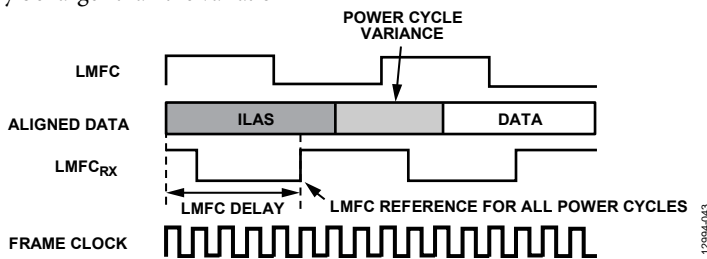 POWER CYCLE
VARIANCE
LMFC
ALIGNED DATA
ILAS
DATA
LMFCRX
LMFC DELAY
LMFC REFERENCE FOR ALL POWER CYCLES
FRAME CLOCK
12994-043